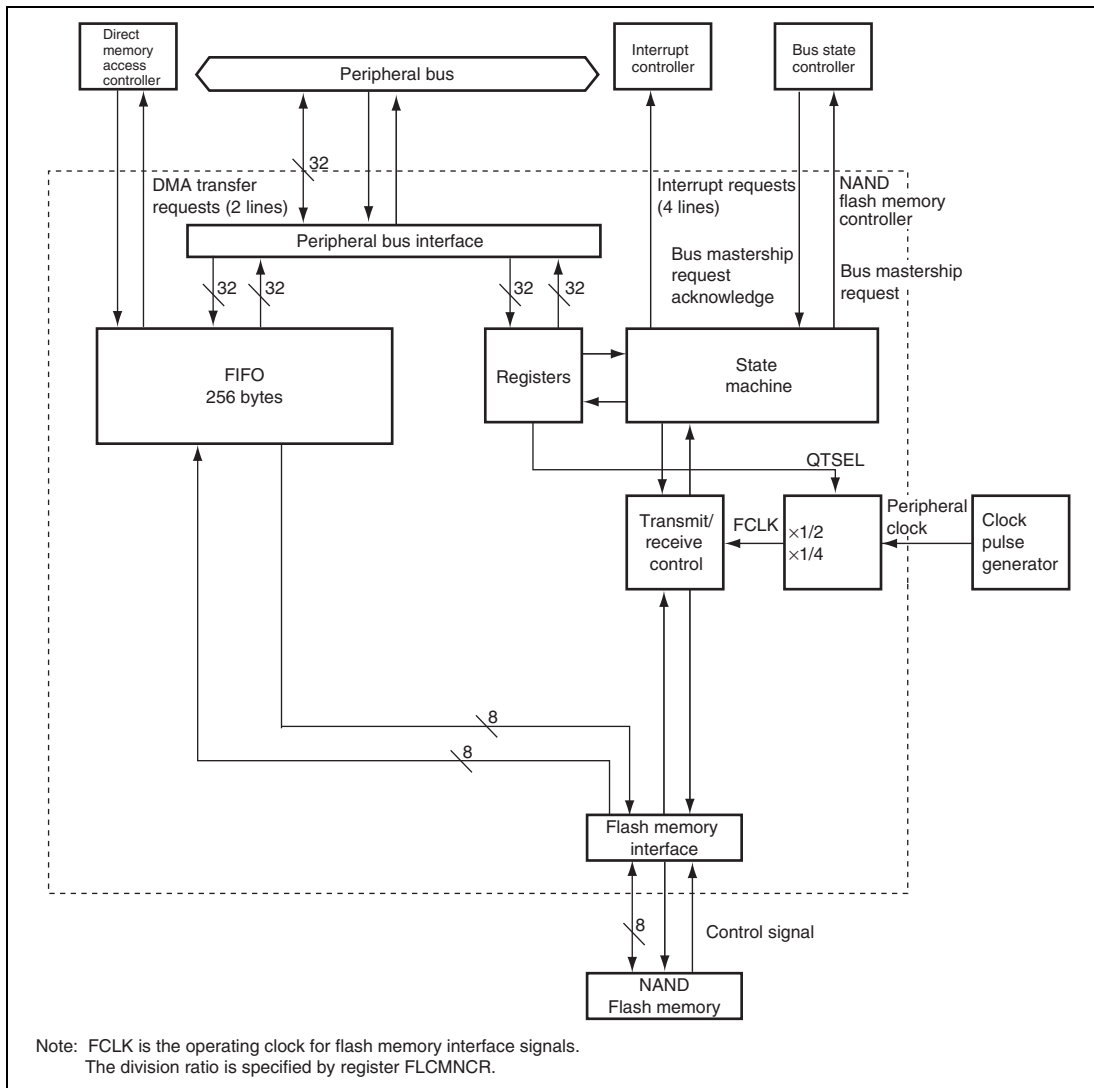 Direct
memory
access
controller
Peripheral bus
Interrupt
controller
Bus state
controller
32
DMA transfer
requests (2 lines)
Interrupt requests
(4 lines)
NAND
flash memory
controller
Peripheral bus interface
Bus mastership
request
acknowledge
Bus mastership
request
32
32
32
32
FIFO
256 bytes
Registers
State
machine
QTSEL
Transmit/
receive
control
FCLK
×1/2
×1/4
Peripheral
clock
Clock
pulse
generator
8
8
Flash memory
interface
8
Control signal
NAND
Flash memory
Note: FCLK is the operating clock for flash memory interface signals.
The division ratio is specified by register FLCMNCR.